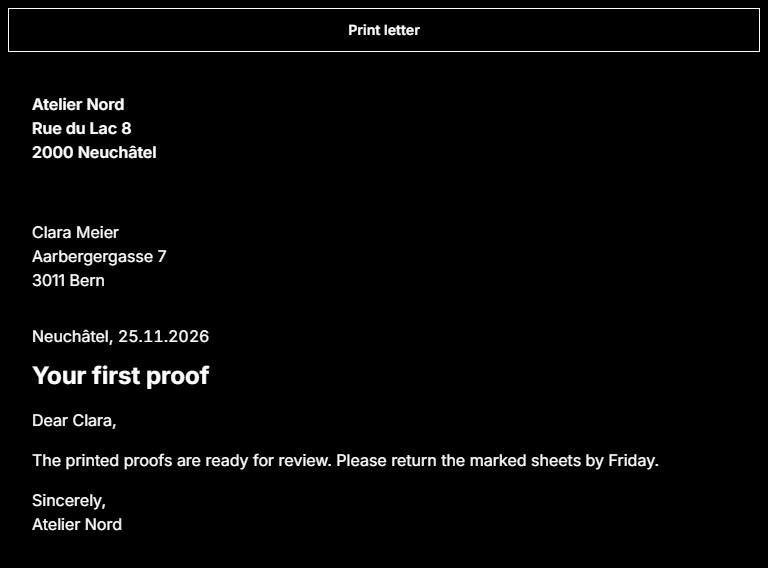 Print letter
Atelier Nord
Rue du Lac 8
2000 Neuchâtel
Clara Meier
Aarbergergasse 7
3011 Bern
Neuchâtel, 25.11.2026
Your first proof
Dear Clara,
The printed proofs are ready for review. Please return the marked sheets by Friday.
Sincerely,
Atelier Nord